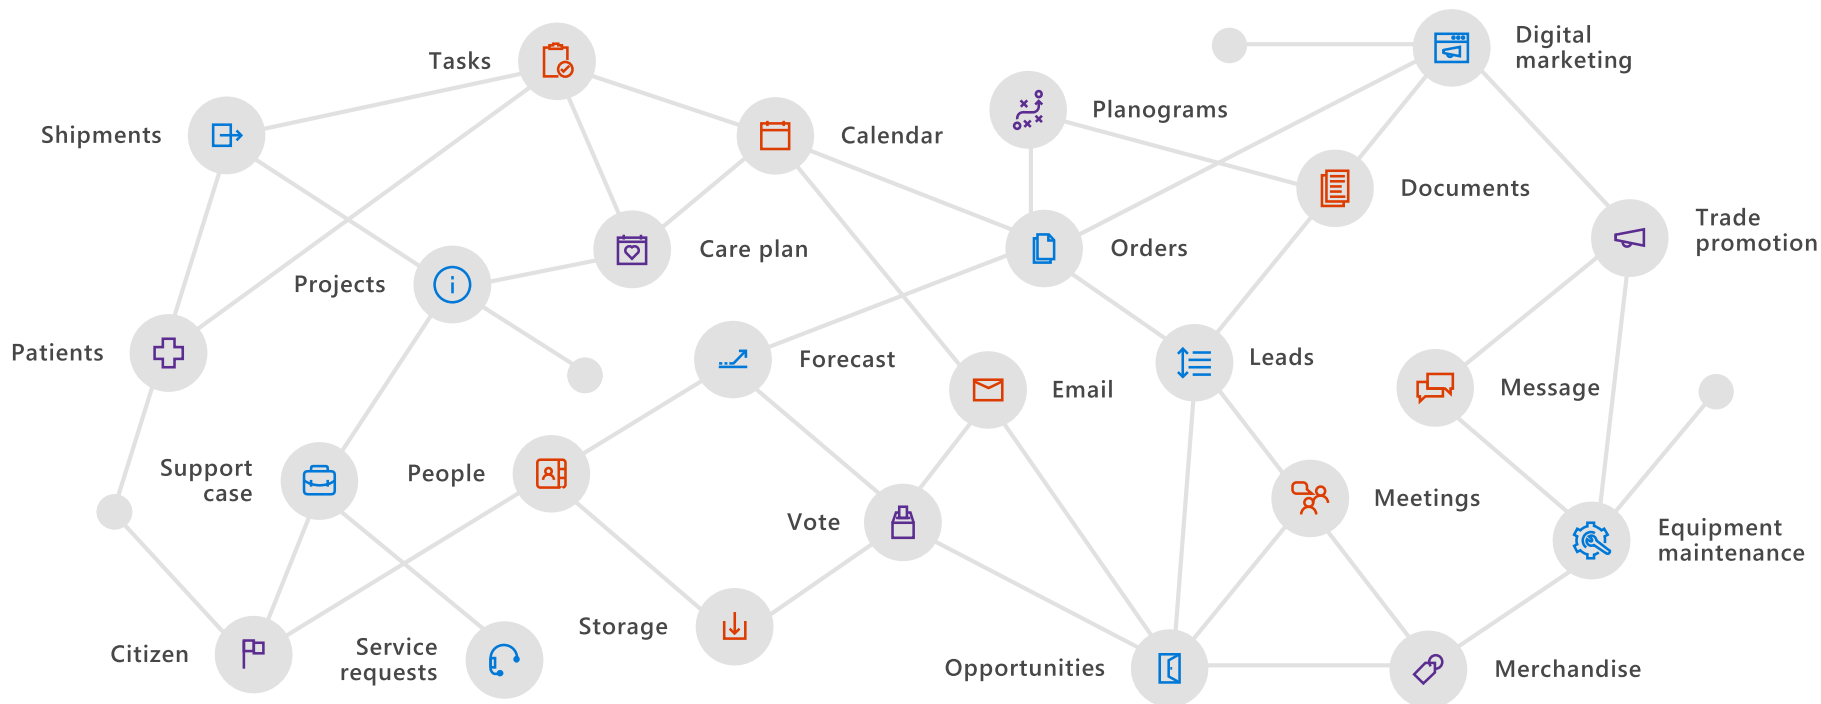 Digital
marketing
Tasks
Planograms
Shipments
Calendar
Documents
Trade
promotion
Care plan
Orders
Projects
Patients
Forecast
Leads
Email
Message
Support
case
People
Meetings
Vote
Equipment
maintenance
Storage
Citizen
Service
requests
Opportunities
Merchandise